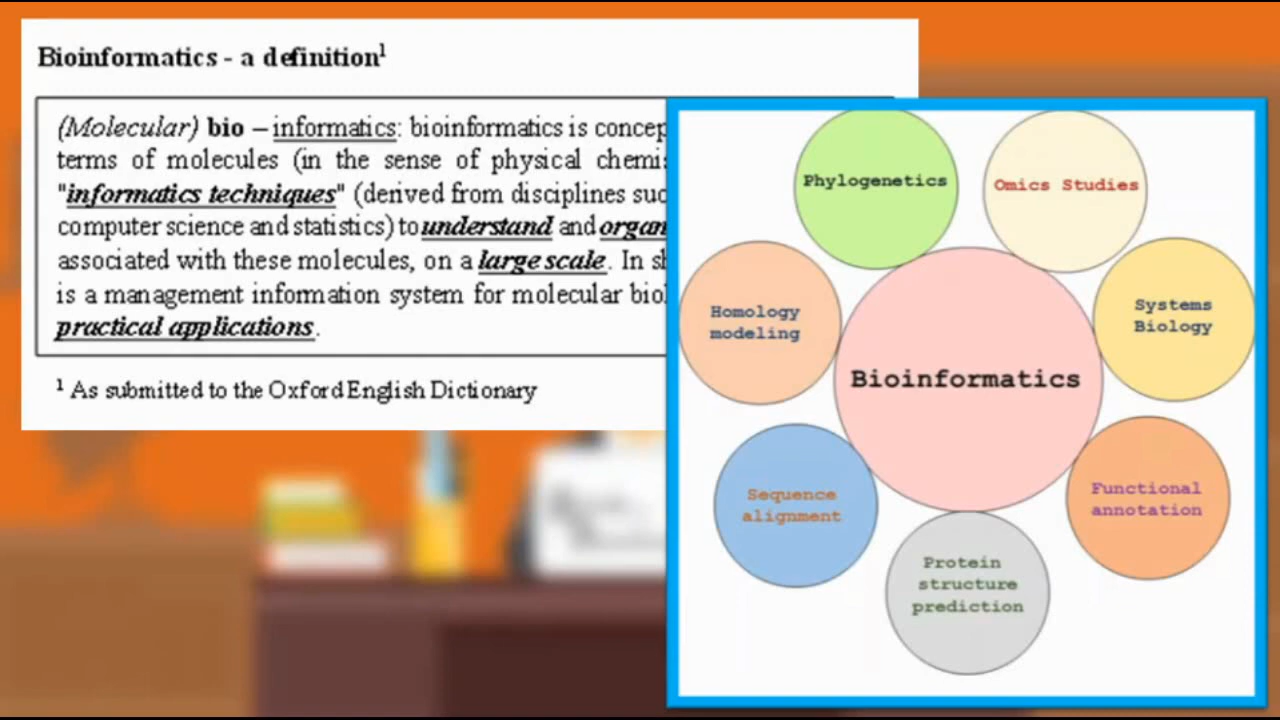 Bioinformatics - a definition¹
(Molecular) bio – informatics: bioinformatics is concep
terms of molecules (in the sense of physical chemi
"informatics techniques" (derived from disciplines suc
computer science and statistics) to understand and organ
associated with these molecules, on a large scale. In sh
is a management information system for molecular biol
practical applications.
¹ As submitted to the Oxford English Dictionary
Phylogenetics
Omics Studies
Homology
modeling
Systems
Biology
Bioinformatics
Sequence
alignment
Functional
annotation
Protein
structure
prediction